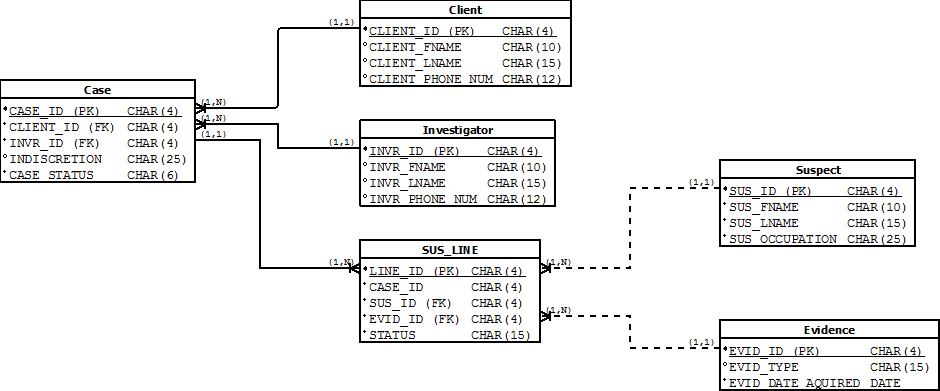 Client
CLIENT_ID (PK) CHAR(4)
CLIENT_FNAME CHAR(10)
CLIENT_LNAME CHAR(15)
CLIENT_PHONE_NUM CHAR(12)
(1,1)
Case
CASE_ID (PK) CHAR(4)
CLIENT_ID (FK) CHAR(4)
INVR_ID (FK) CHAR(4)
INDISCRETION CHAR(25)
CASE_STATUS CHAR(6)
(1,N)
(1,N)
(1,1)
(1,1)
Investigator
INVR_ID (PK) CHAR(4)
INVR_FNAME CHAR(10)
INVR_LNAME CHAR(15)
INVR_PHONE_NUM CHAR(12)
Suspect
SUS_ID (PK) CHAR(4)
SUS_FNAME CHAR(10)
SUS_LNAME CHAR(15)
SUS_OCCUPATION CHAR(25)
(1,1)
SUS_LINE
LINE_ID (PK) CHAR(4)
CASE_ID CHAR(4)
SUS_ID (FK) CHAR(4)
EVID_ID (FK) CHAR(4)
STATUS CHAR(15)
(1,N)
(1,N)
(1,N)
(1,1)
Evidence
EVID_ID (PK) CHAR(4)
EVID_TYPE CHAR(15)
EVID_DATE_AQUIRED DATE